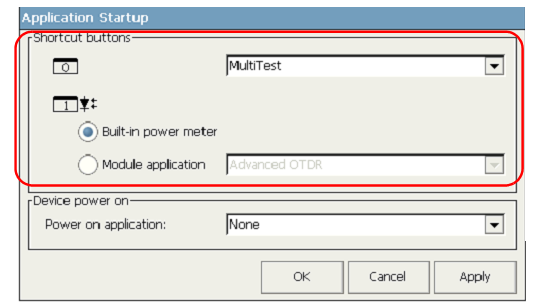 Application Startup
Shortcut buttons
0
MultiTest
1
Built-in power meter
Module application
Advanced OTDR
Device power on
Power on application:
None
OK
Cancel
Apply